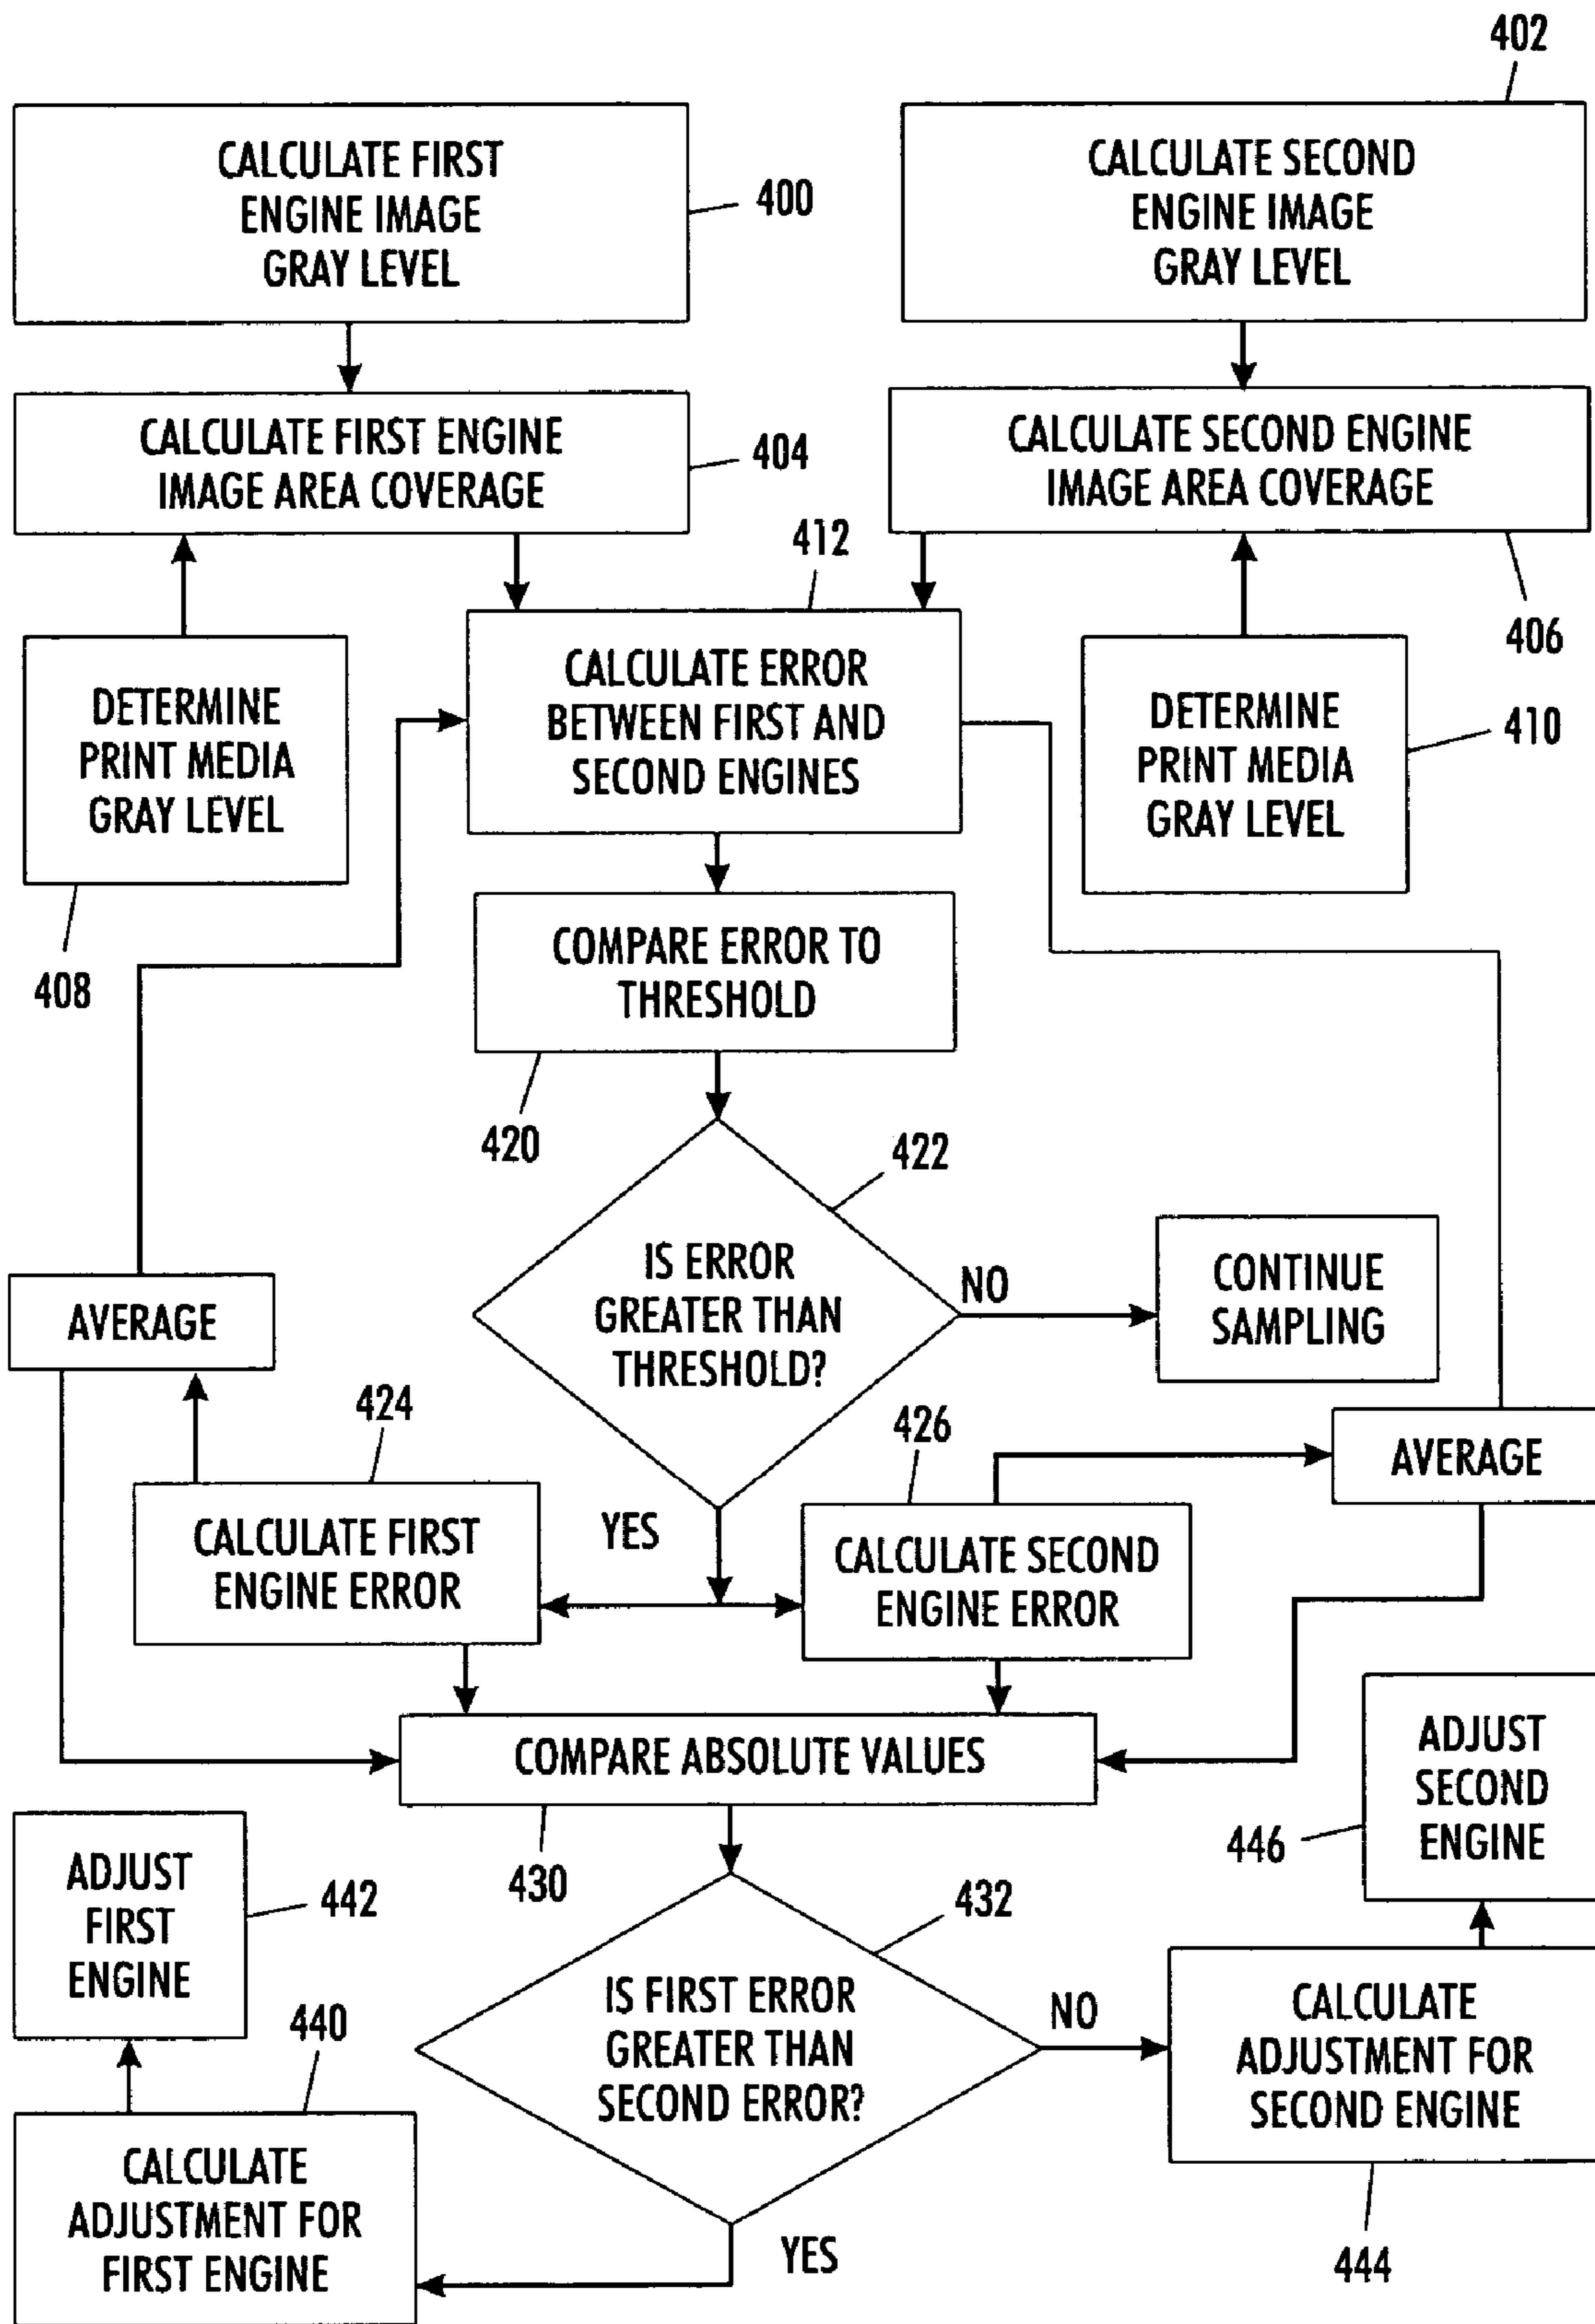 402
CALCULATE FIRST
ENGINE IMAGE
GRAY LEVEL
400
CALCULATE SECOND
ENGINE IMAGE
GRAY LEVEL
CALCULATE FIRST ENGINE
IMAGE AREA COVERAGE
404
CALCULATE SECOND ENGINE
IMAGE AREA COVERAGE
412
406
DETERMINE
PRINT MEDIA
GRAY LEVEL
408
CALCULATE ERROR
BETWEEN FIRST AND
SECOND ENGINES
DETERMINE
PRINT MEDIA
GRAY LEVEL
410
COMPARE ERROR TO
THRESHOLD
420
422
IS ERROR
GREATER THAN
THRESHOLD?
NO
CONTINUE
SAMPLING
AVERAGE
424
426
AVERAGE
YES
CALCULATE FIRST
ENGINE ERROR
CALCULATE SECOND
ENGINE ERROR
COMPARE ABSOLUTE VALUES
430
ADJUST
SECOND
ENGINE
446
ADJUST
FIRST
ENGINE
442
432
IS FIRST ERROR
GREATER THAN
SECOND ERROR?
NO
CALCULATE
ADJUSTMENT FOR
SECOND ENGINE
444
440
CALCULATE
ADJUSTMENT FOR
FIRST ENGINE
YES